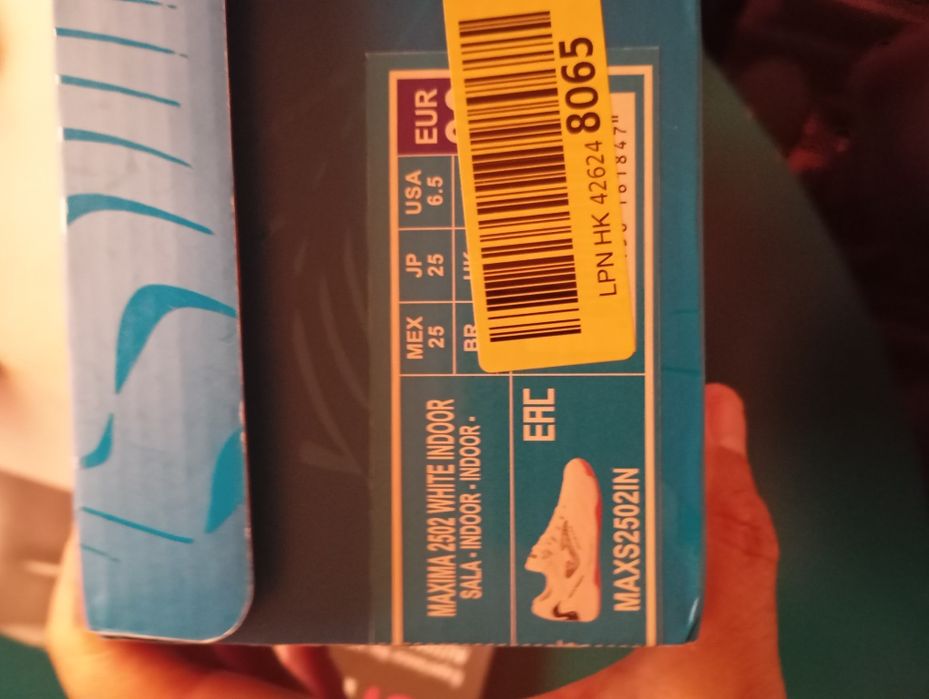 MAXIMA 2502 WHITE INDOOR
SALA - INDOOR - INDOOR -
MEX
25
JP
25
USA
6.5
EUR
BR
UK
EAC
MAXS2502IN
LPN HK 42624 8065